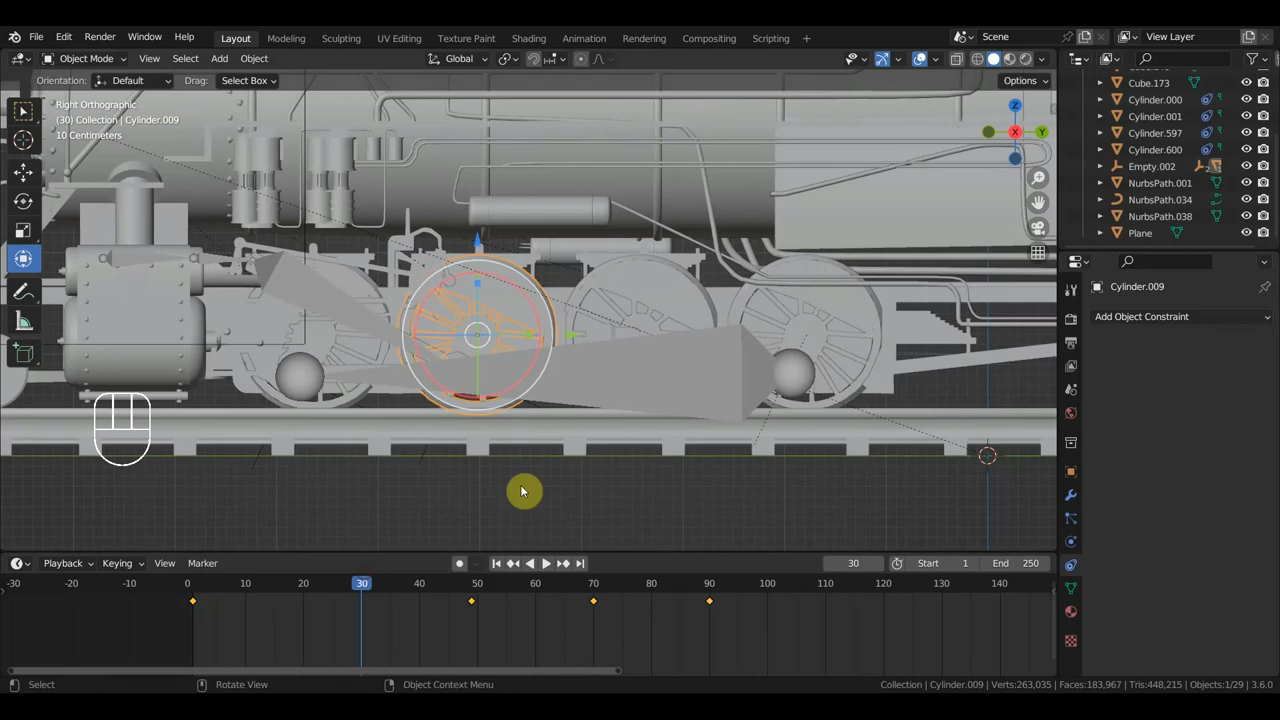 File Edit Render Window Help Layout Modeling Sculpting UV Editing Texture Paint Shading Animation Rendering Compositing Scripting + Scene View Layer
Object Mode View Select Add Object Global Options
Orientation: Default Drag: Select Box
Right Orthographic
(30) Collection | Cylinder.009
10 Centimeters
Z
X
Y
Cube.173
Cylinder.000
Cylinder.001
Cylinder.597
Cylinder.600
Empty.002
NurbsPath.001
NurbsPath.034
NurbsPath.038
Plane
Cylinder.009
Add Object Constraint
Playback Keying View Marker 30 Start 1 End 250
-30 -20 -10 0 10 20 30 40 50 60 70 80 90 100 110 120 130 140
Select Rotate View Object Context Menu Collection | Cylinder.009 | Verts:263,035 | Faces:183,967 | Tris:448,215 | Objects:1/29 | 3.6.0